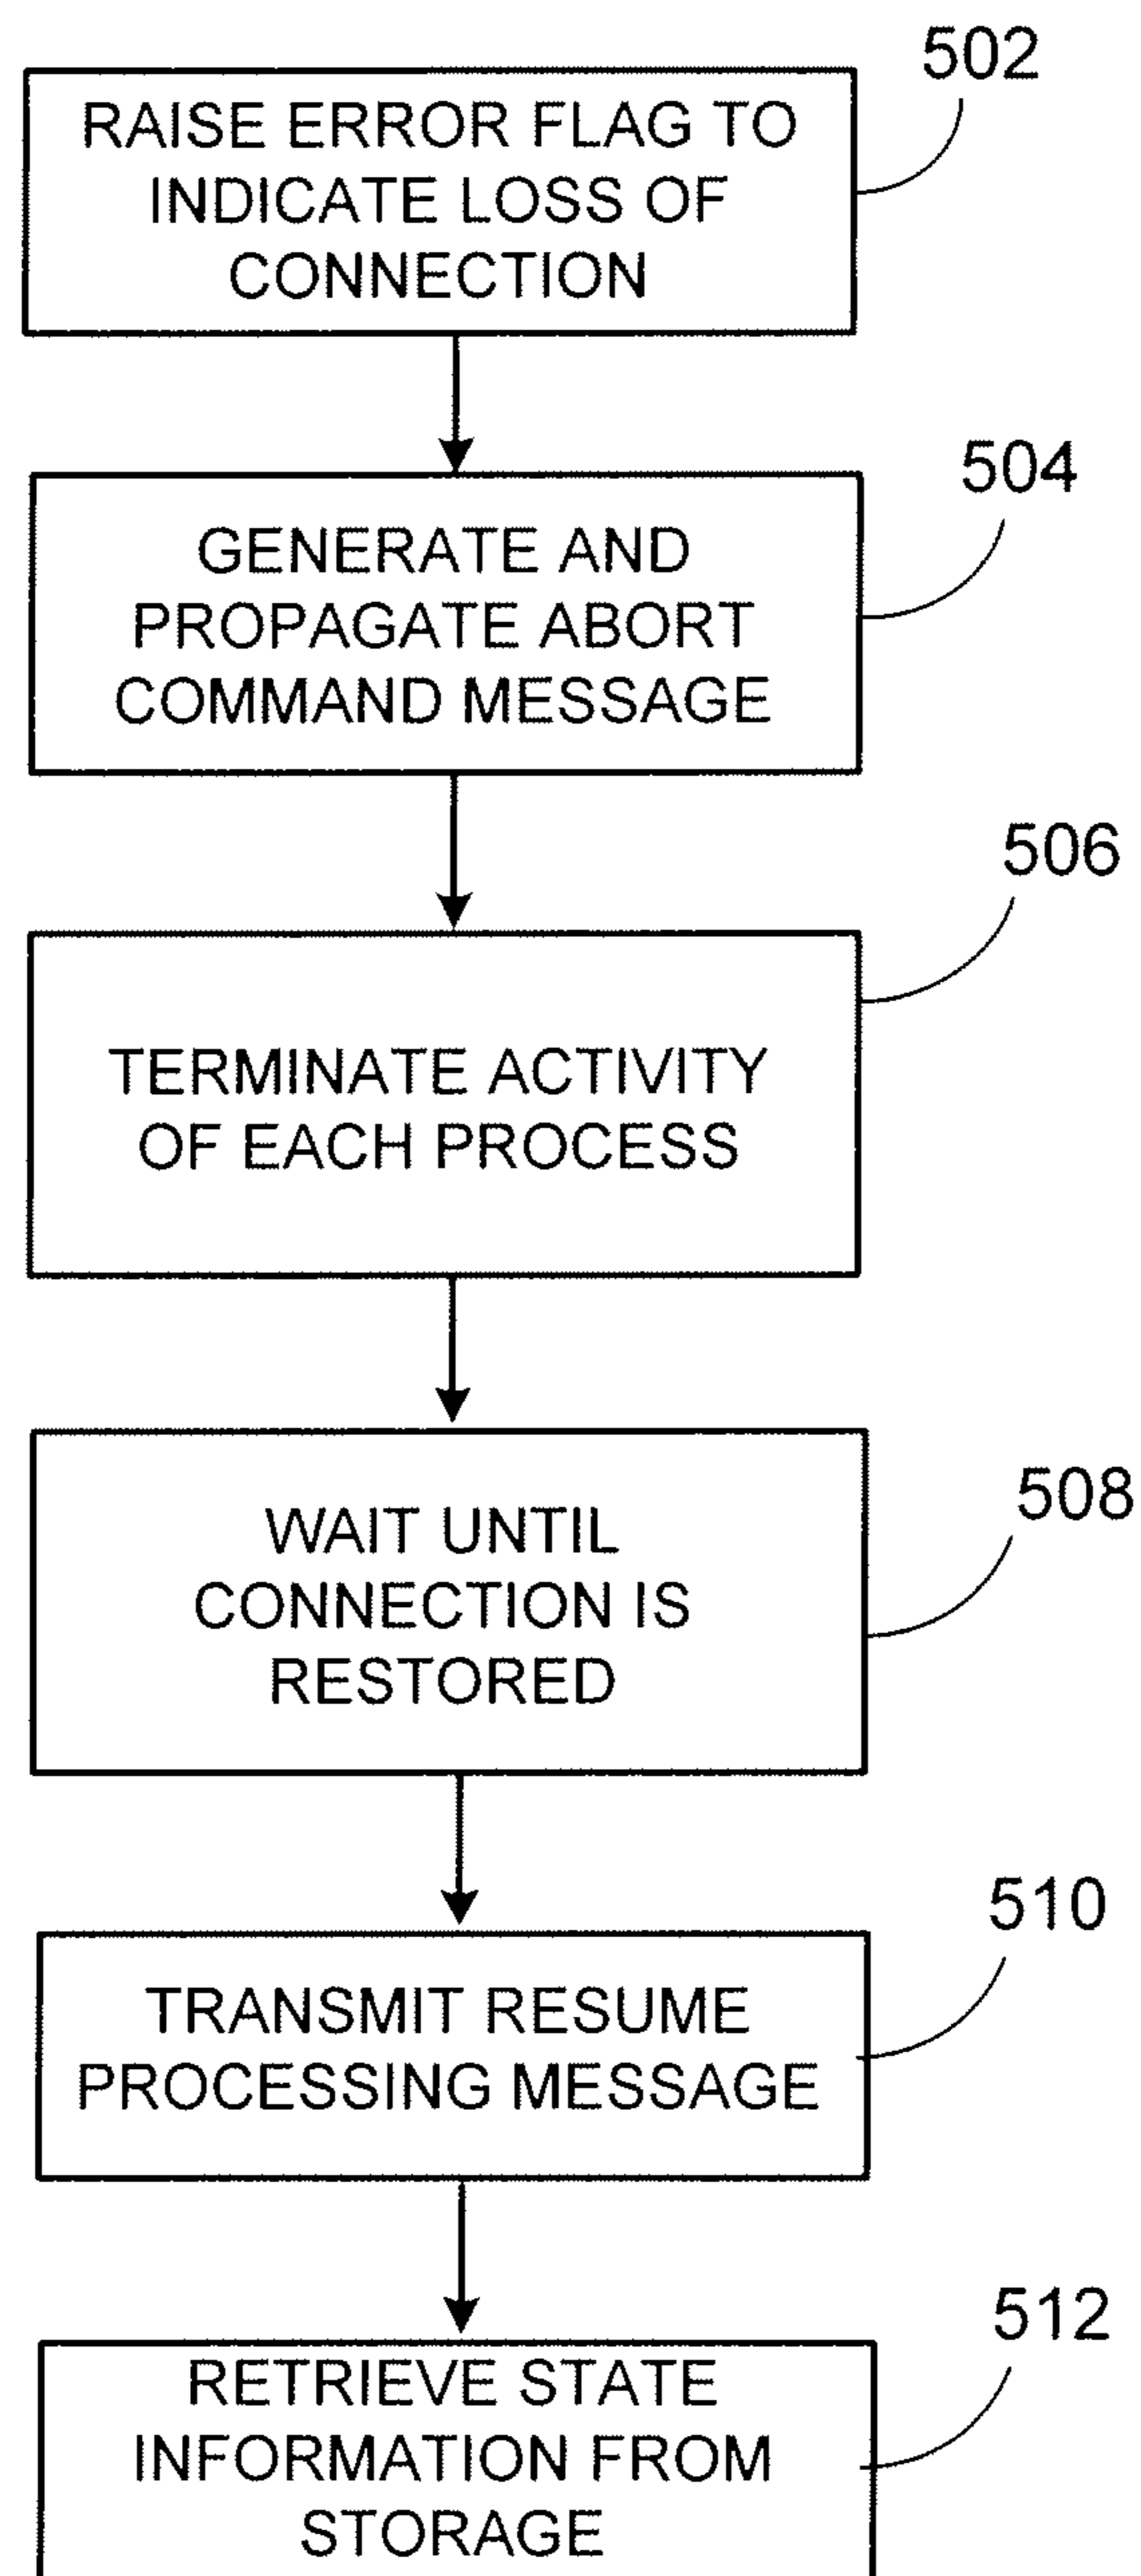 502
RAISE ERROR FLAG TO
INDICATE LOSS OF
CONNECTION
504
GENERATE AND
PROPAGATE ABORT
COMMAND MESSAGE
506
TERMINATE ACTIVITY
OF EACH PROCESS
508
WAIT UNTIL
CONNECTION IS
RESTORED
510
TRANSMIT RESUME
PROCESSING MESSAGE
512
RETRIEVE STATE
INFORMATION FROM
STORAGE